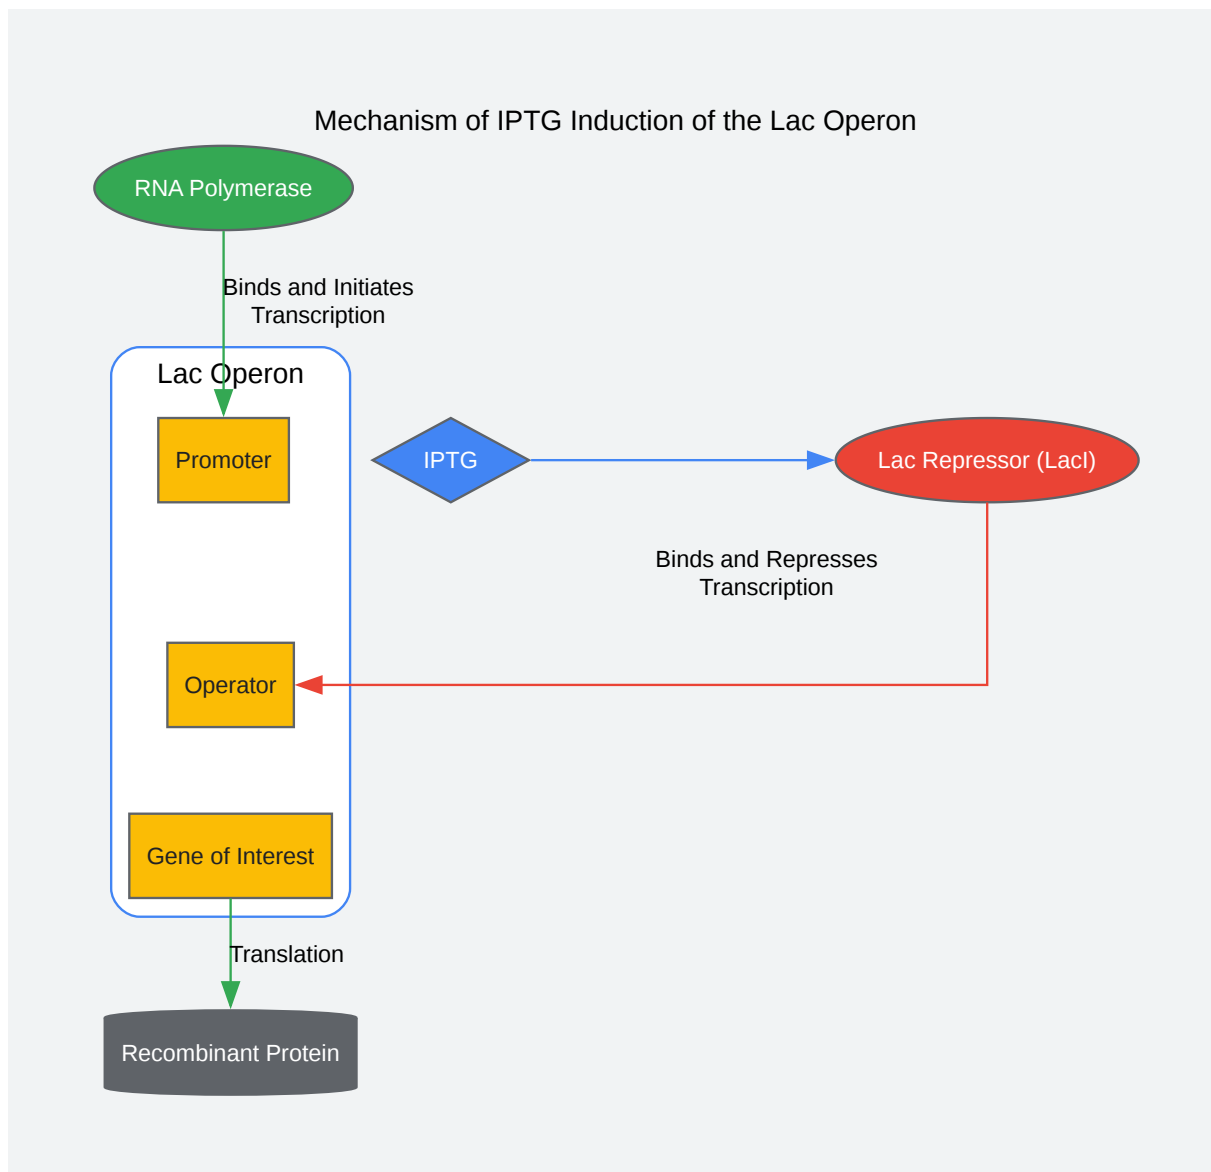 Mechanism of IPTG Induction of the Lac Operon
RNA Polymerase
Binds and Initiates
Transcription
Lac Operon
Promoter
IPTG
Lac Repressor (LacI)
Binds and Represses
Transcription
Operator
Gene of Interest
Translation
Recombinant Protein